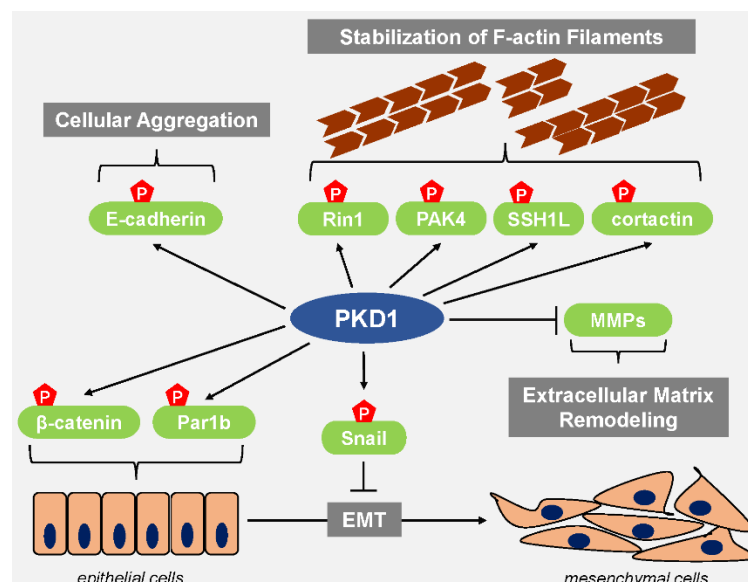 Stabilization of F-actin Filaments
Cellular Aggregation
P
E-cadherin
P
Rin1
P
PAK4
P
SSH1L
P
cortactin
PKD1
MMPs
Extracellular Matrix
Remodeling
P
β-catenin
P
Par1b
P
Snail
EMT
epithelial cells
mesenchymal cells